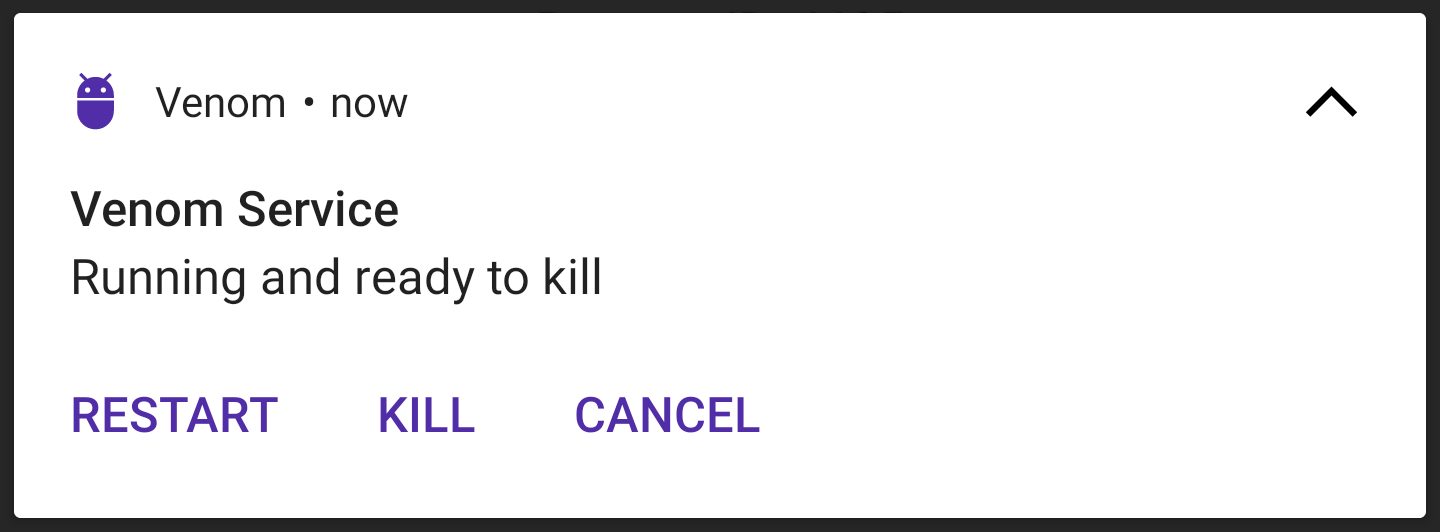 Venom • now
Venom Service
Running and ready to kill
RESTART KILL CANCEL